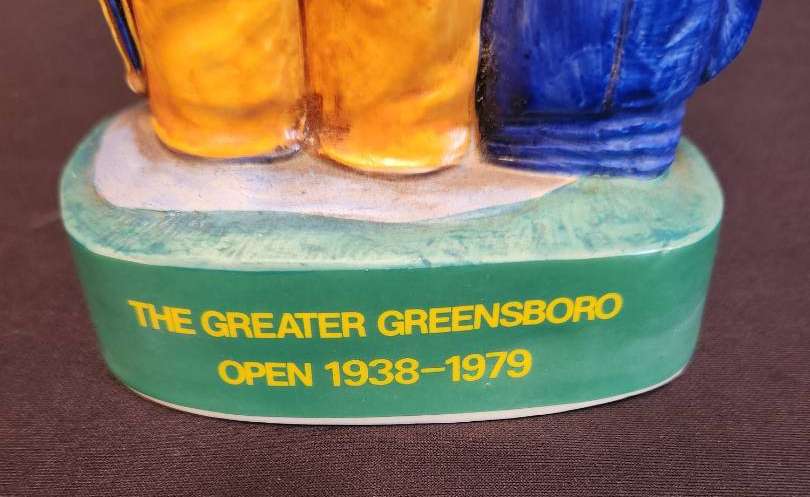 THE GREATER GREENSBORO
OPEN 1938–1979